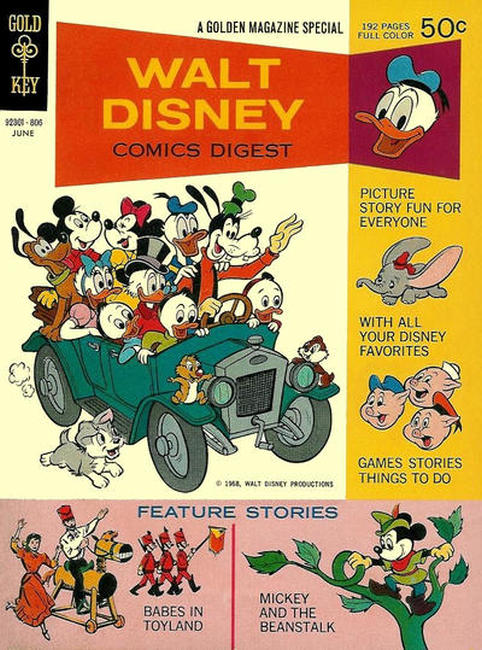 GOLD
KEY
92301-806
JUNE
A GOLDEN MAGAZINE SPECIAL
192 PAGES
FULL COLOR
50¢
WALT
DISNEY
COMICS DIGEST
PICTURE
STORY FUN FOR
EVERYONE
WITH ALL
YOUR DISNEY
FAVORITES
GAMES STORIES
THINGS TO DO
© 1968, WALT DISNEY PRODUCTIONS
FEATURE STORIES
BABES IN
TOYLAND
MICKEY
AND THE
BEANSTALK